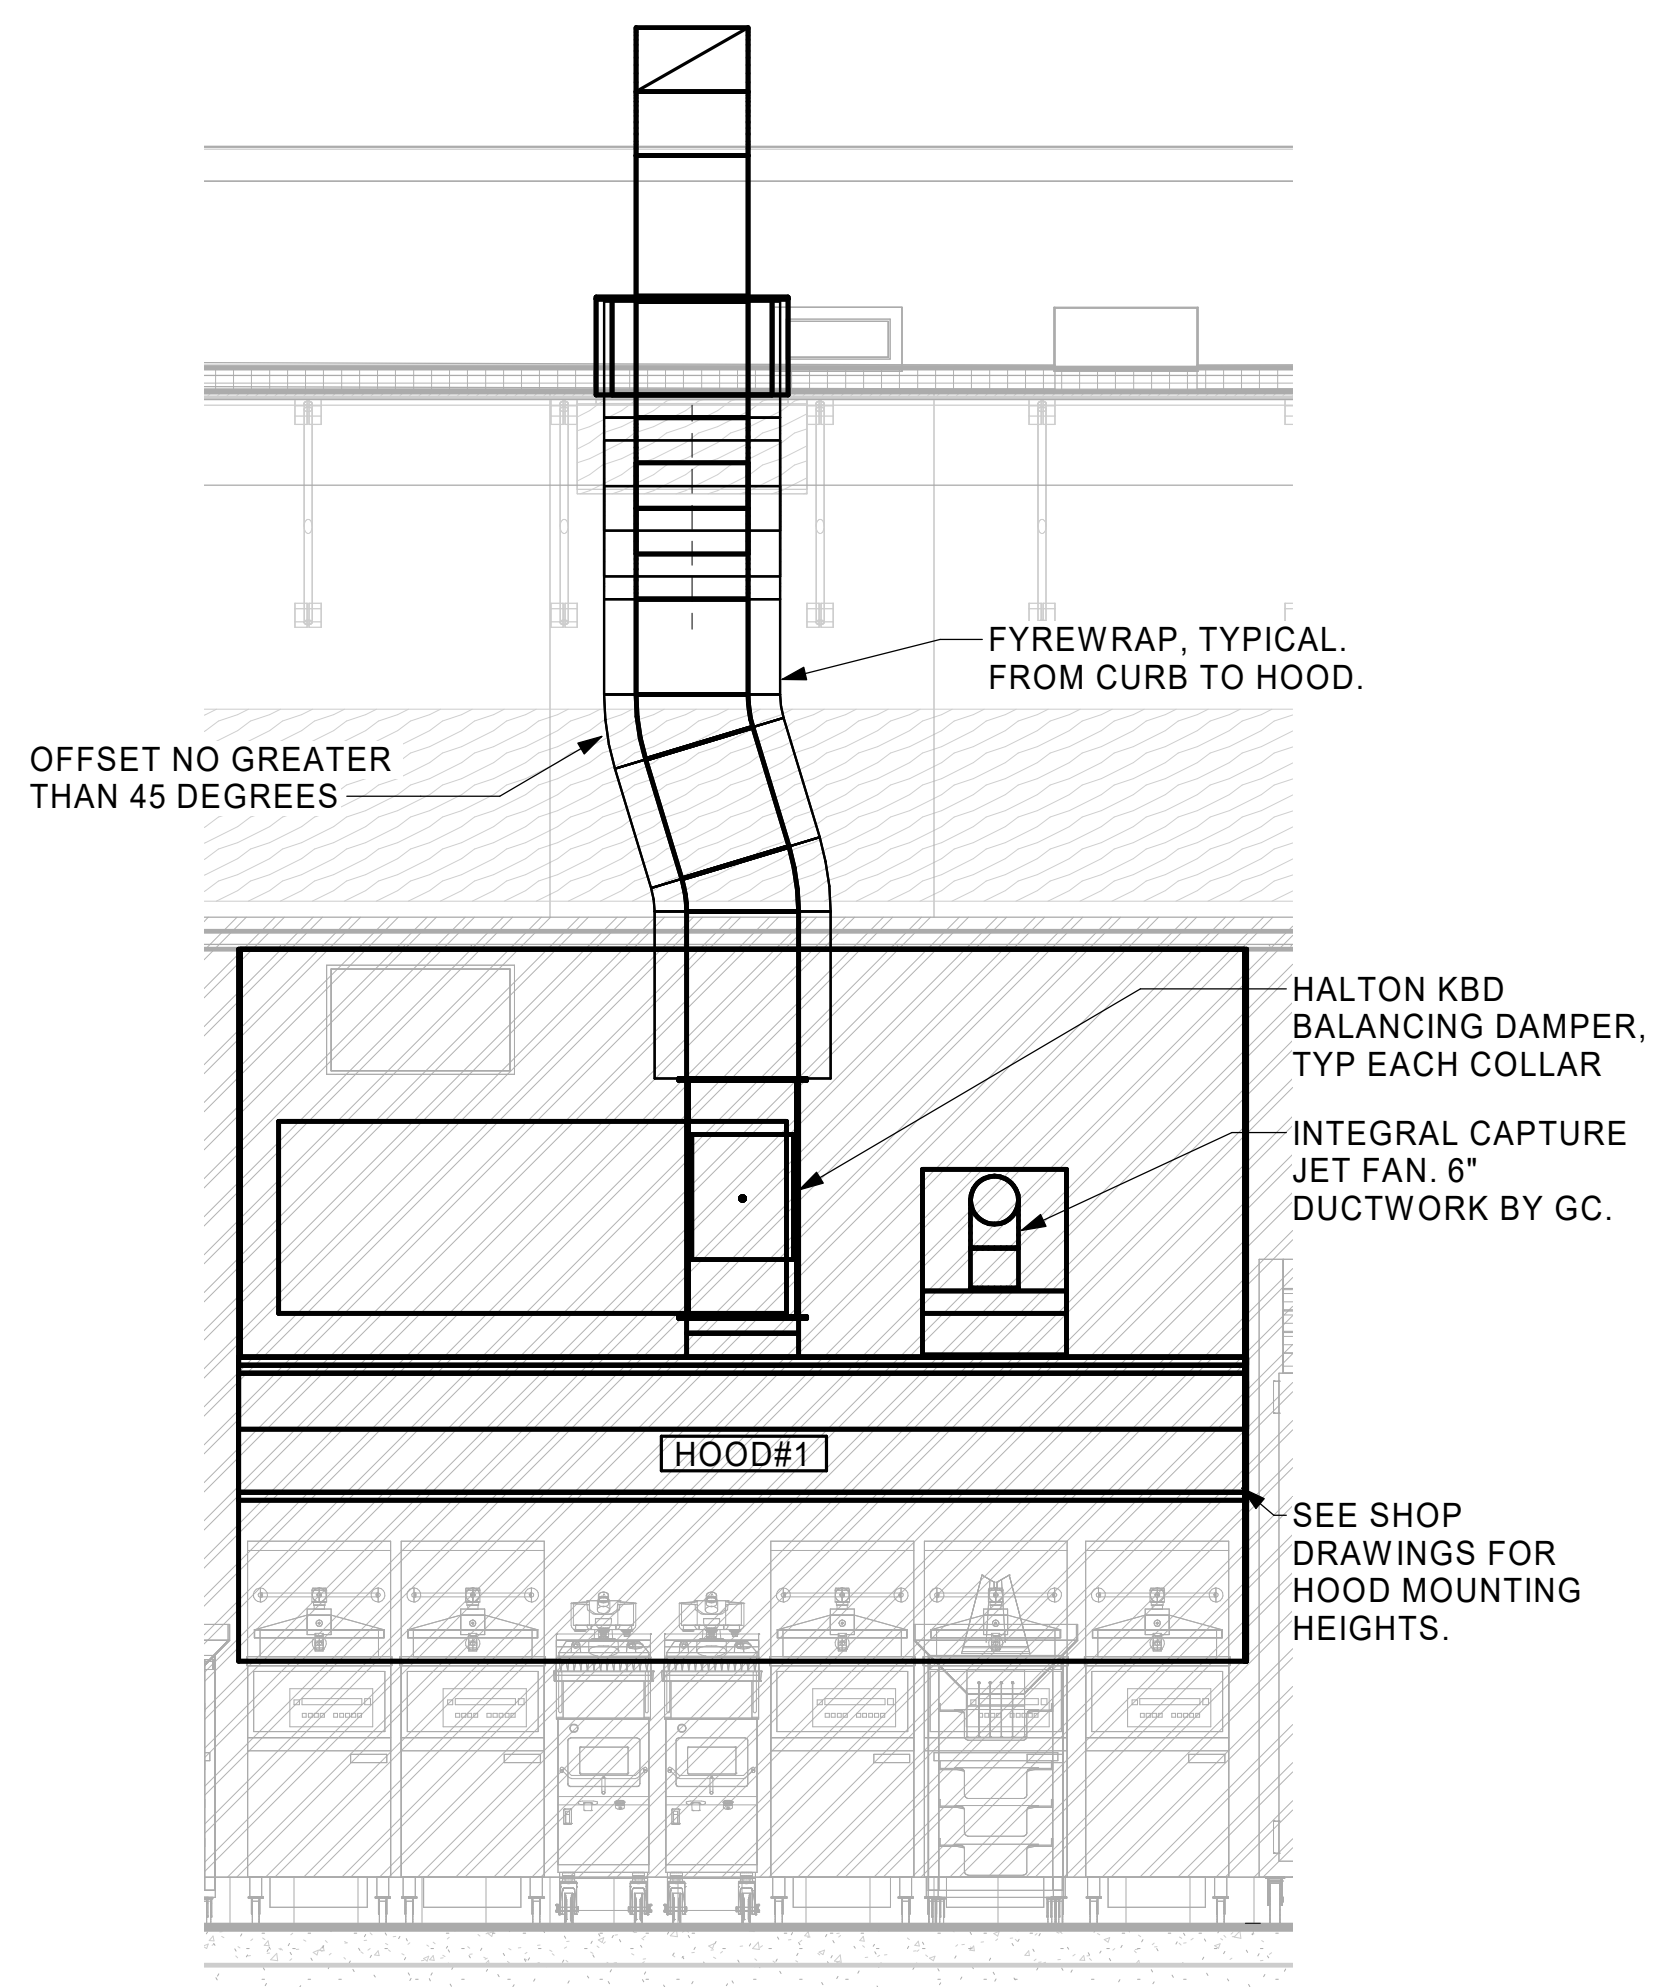 FYREWRAP, TYPICAL.
FROM CURB TO HOOD.
OFFSET NO GREATER
THAN 45 DEGREES
HALTON KBD
BALANCING DAMPER,
TYP EACH COLLAR
INTEGRAL CAPTURE
JET FAN. 6"
DUCTWORK BY GC.
HOOD#1
SEE SHOP
DRAWINGS FOR
HOOD MOUNTING
HEIGHTS.